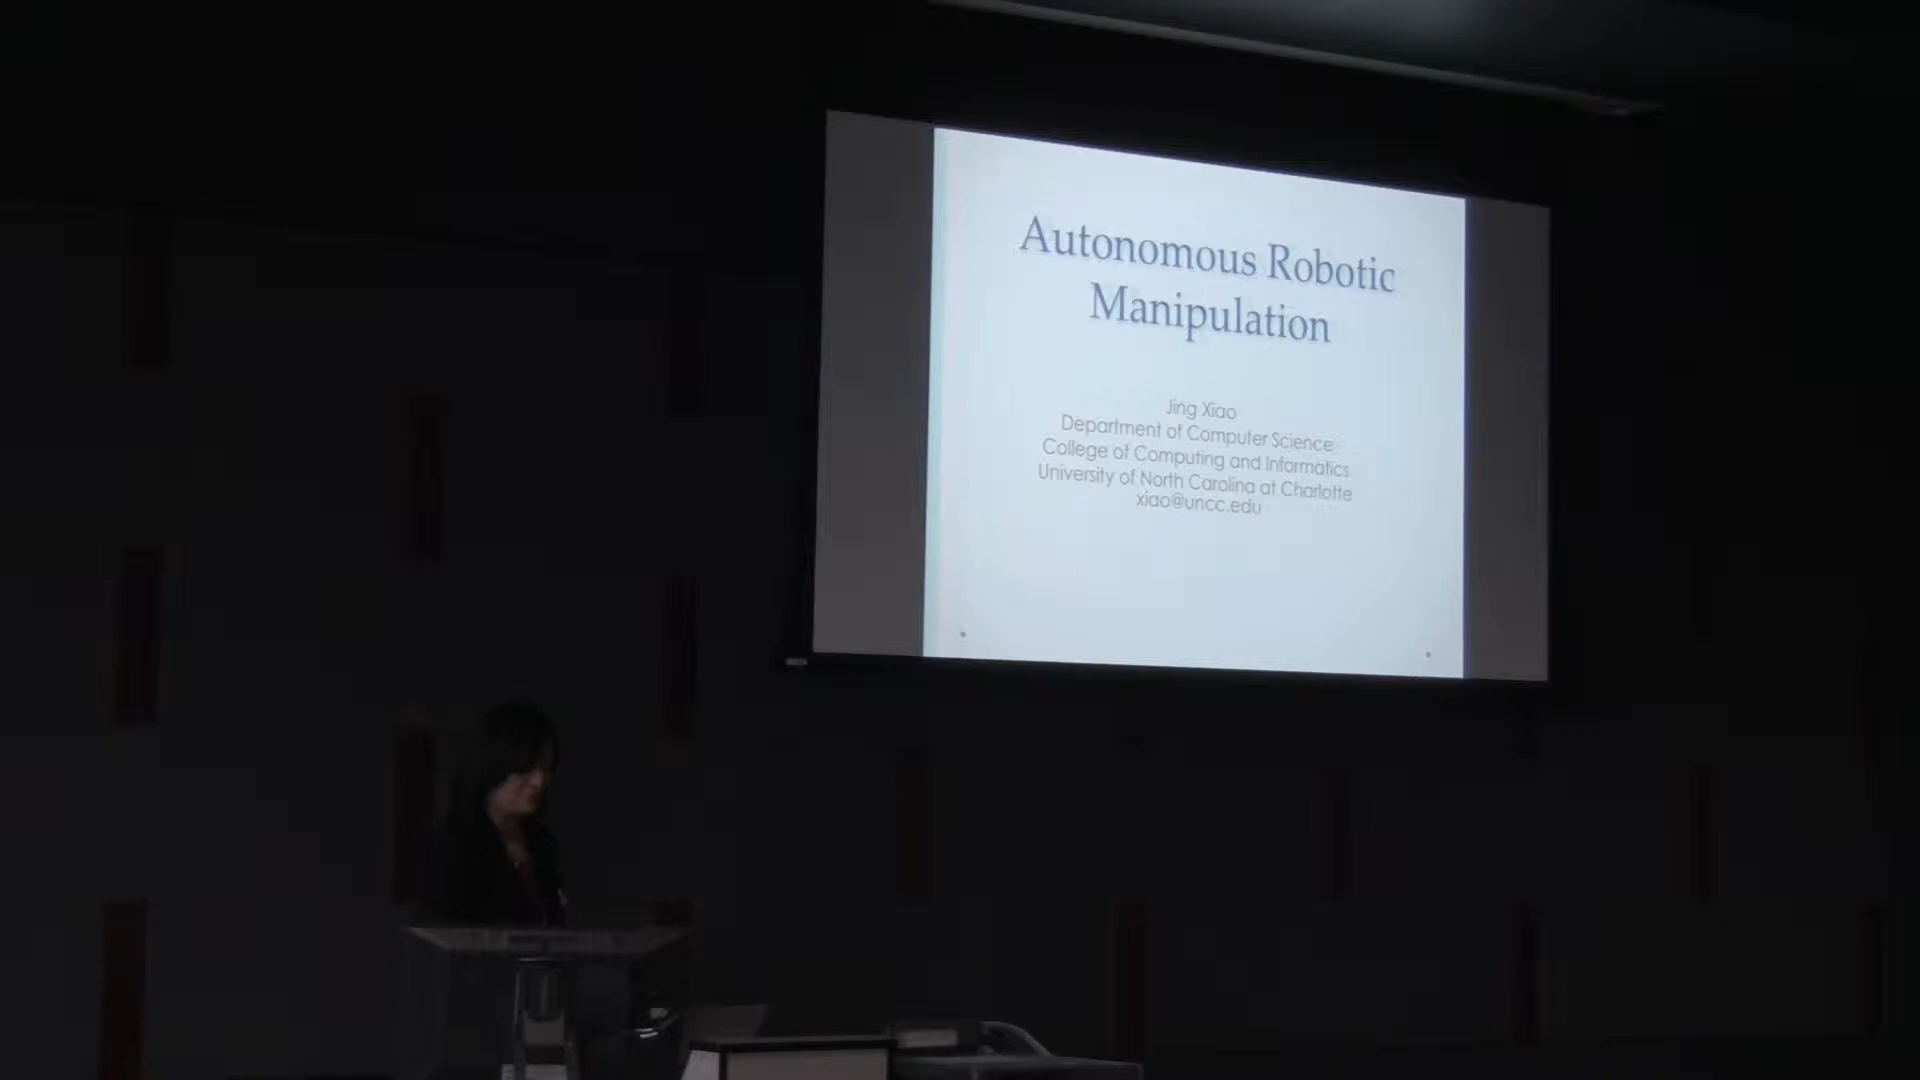 Autonomous Robotic
Manipulation
Jing Xiao
Department of Computer Science
College of Computing and Informatics
University of North Carolina at Charlotte
xiao@uncc.edu